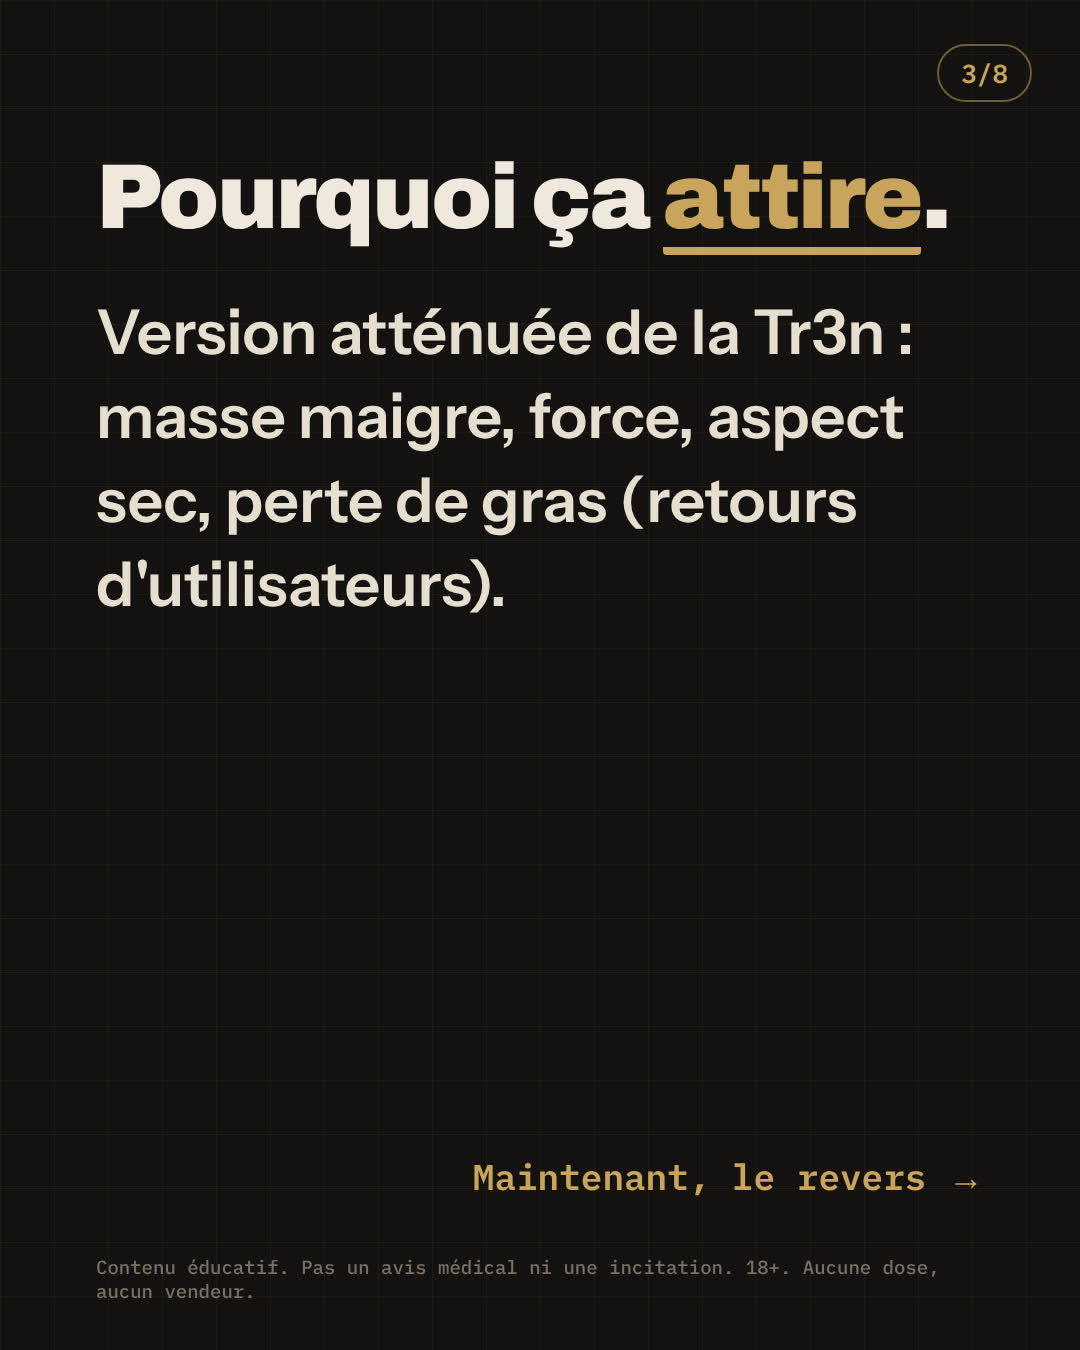 3/8
Pourquoi ça attire.
Version atténuée de la Tr3n :
masse maigre, force, aspect
sec, perte de gras (retours
d'utilisateurs).
Maintenant, le revers →
Contenu éducatif. Pas un avis médical ni une incitation. 18+. Aucune dose,
aucun vendeur.